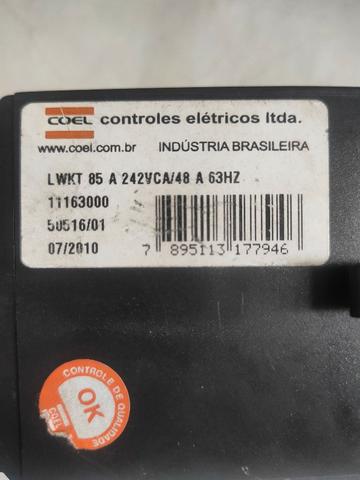 COEL controles elétricos ltda.
www.coel.com.br INDÚSTRIA BRASILEIRA
LWKT 85 A 242VCA/48 A 63HZ
11163000
50516/01
07/2010
7 895113 177946
CONTROLE DE QUALIDADE
OK